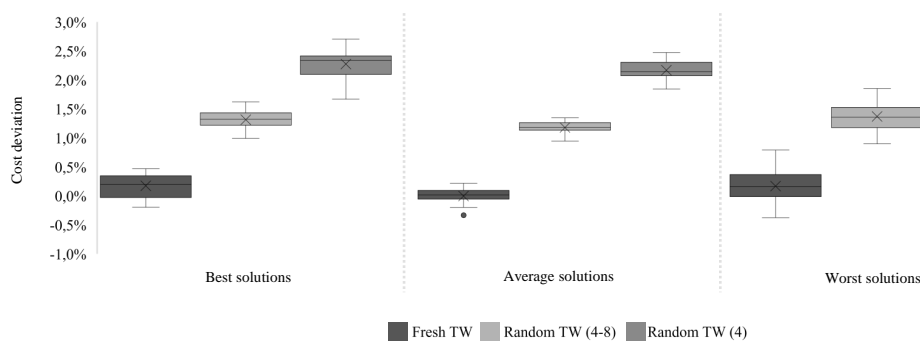 3,0%
2,5%
2,0%
1,5%
1,0%
0,5%
0,0%
-0,5%
-1,0%
Cost deviation
Best solutions
Average solutions
Worst solutions
Fresh TW
Random TW (4-8)
Random TW (4)